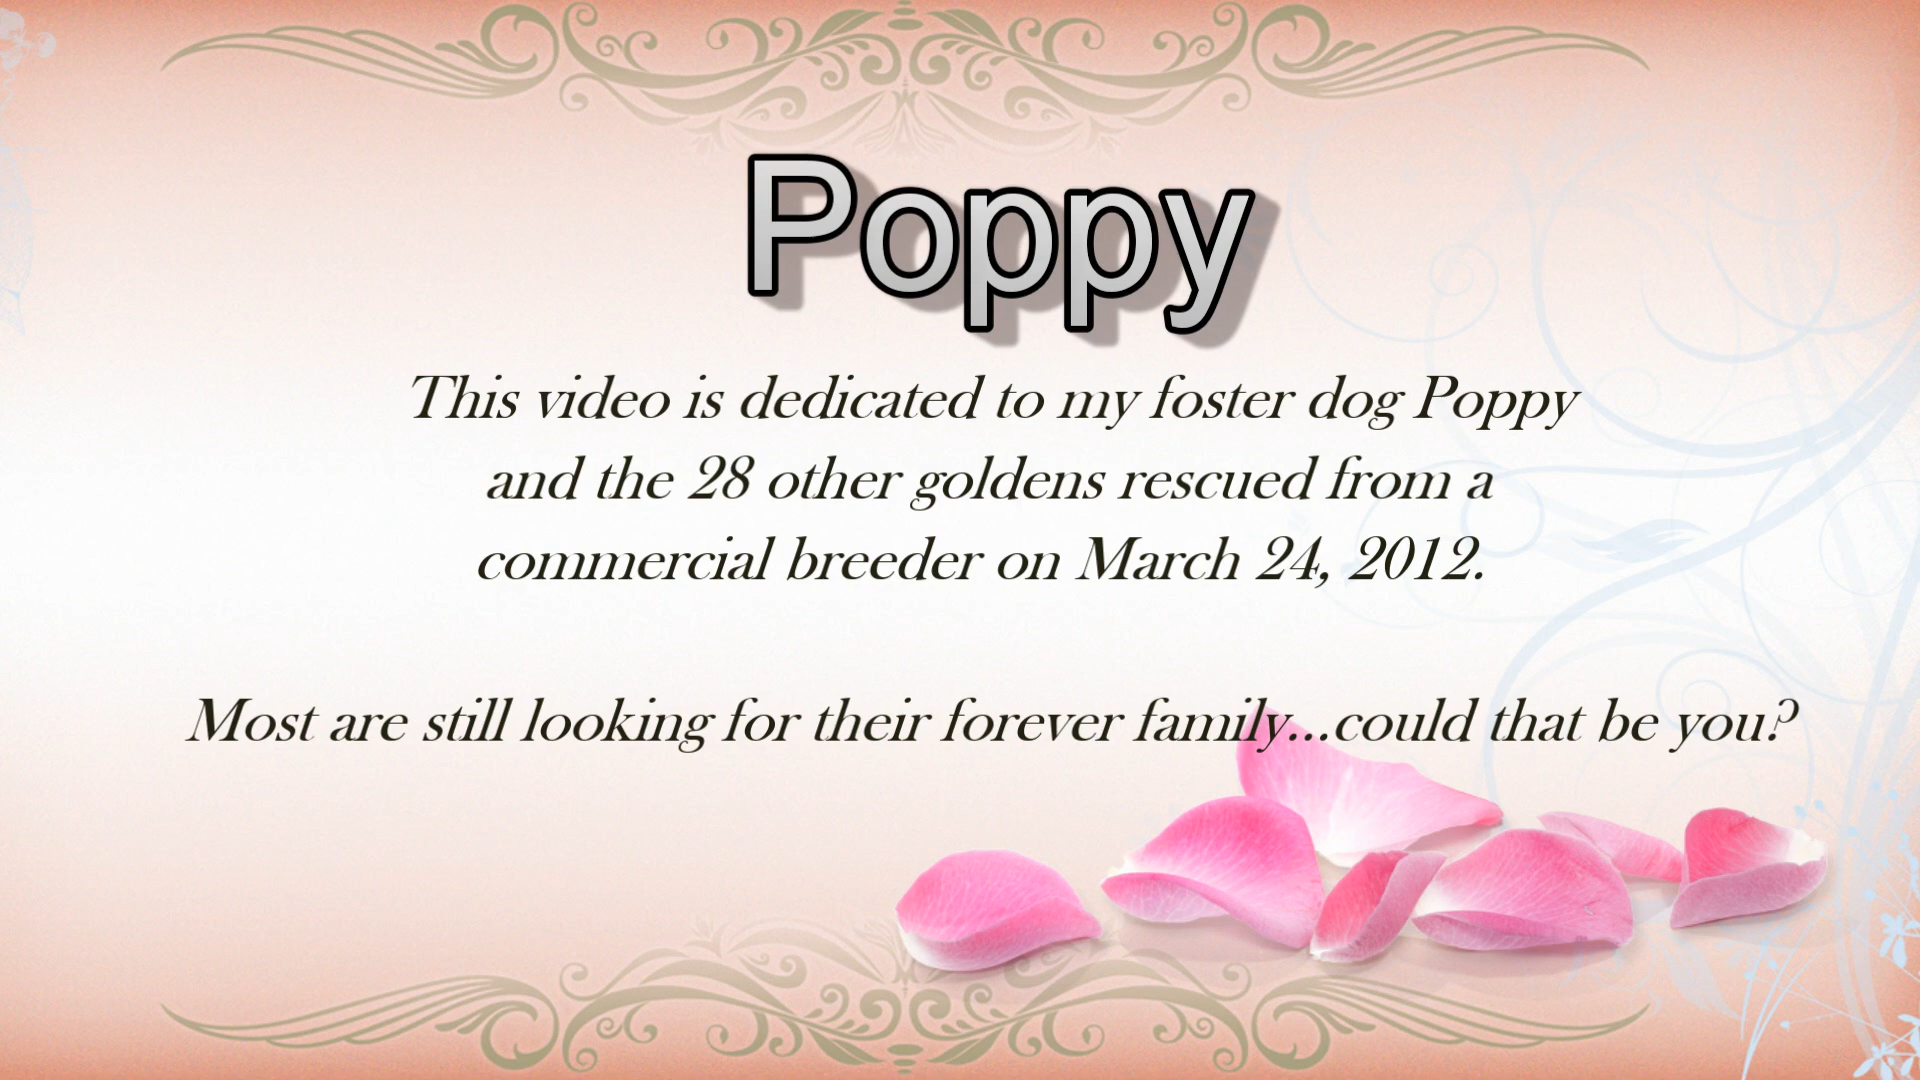 Poppy
This video is dedicated to my foster dog Poppy
and the 28 other goldens rescued from a
commercial breeder on March 24, 2012.
Most are still looking for their forever family...could that be you?